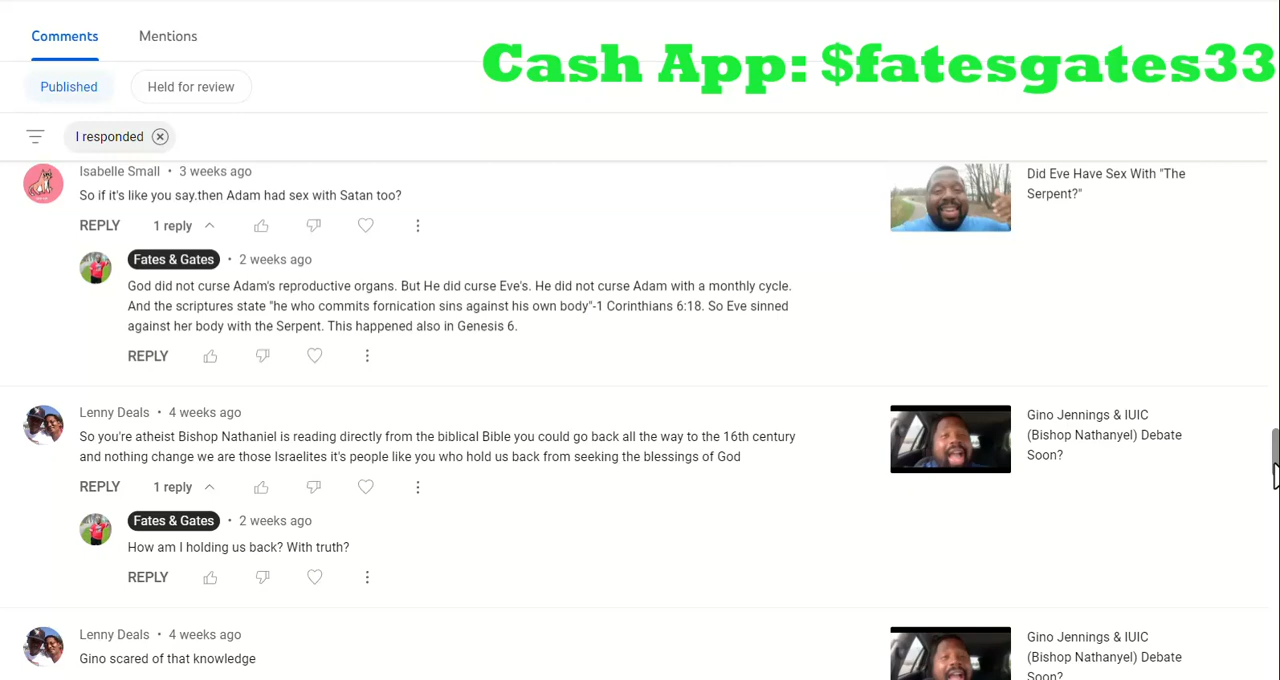 Comments Mentions
Cash App: $fatesgates33
Published Held for review
I responded
Isabelle Small • 3 weeks ago
So if it's like you say.then Adam had sex with Satan too?
REPLY 1 reply
Did Eve Have Sex With "The
Serpent?"
Fates & Gates • 2 weeks ago
God did not curse Adam's reproductive organs. But He did curse Eve's. He did not curse Adam with a monthly cycle.
And the scriptures state "he who commits fornication sins against his own body"-1 Corinthians 6:18. So Eve sinned
against her body with the Serpent. This happened also in Genesis 6.
REPLY
Lenny Deals • 4 weeks ago
So you're atheist Bishop Nathaniel is reading directly from the biblical Bible you could go back all the way to the 16th century
and nothing change we are those Israelites it's people like you who hold us back from seeking the blessings of God
REPLY 1 reply
Gino Jennings & IUIC
(Bishop Nathanyel) Debate
Soon?
Fates & Gates • 2 weeks ago
How am I holding us back? With truth?
REPLY
Lenny Deals • 4 weeks ago
Gino scared of that knowledge
Gino Jennings & IUIC
(Bishop Nathanyel) Debate
Soon?